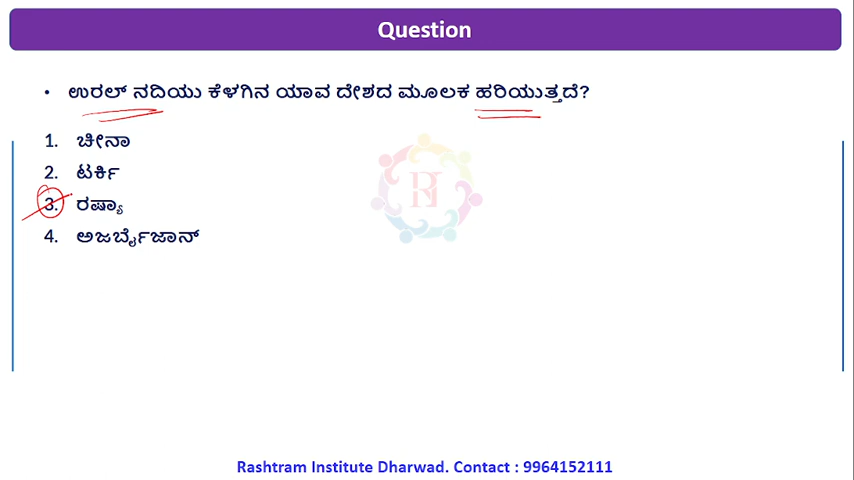 Question
• ಉರಲ್ ನದಿಯು ಕೆಳಗಿನ ಯಾವ ದೇಶದ ಮೂಲಕ ಹರಿಯುತ್ತದೆ?
1. ಚೀನಾ
2. ಟರ್ಕಿ
3. ರಷ್ಯಾ
4. ಅಜರ್ಬೈಜಾನ್
Rashtram Institute Dharwad. Contact : 9964152111